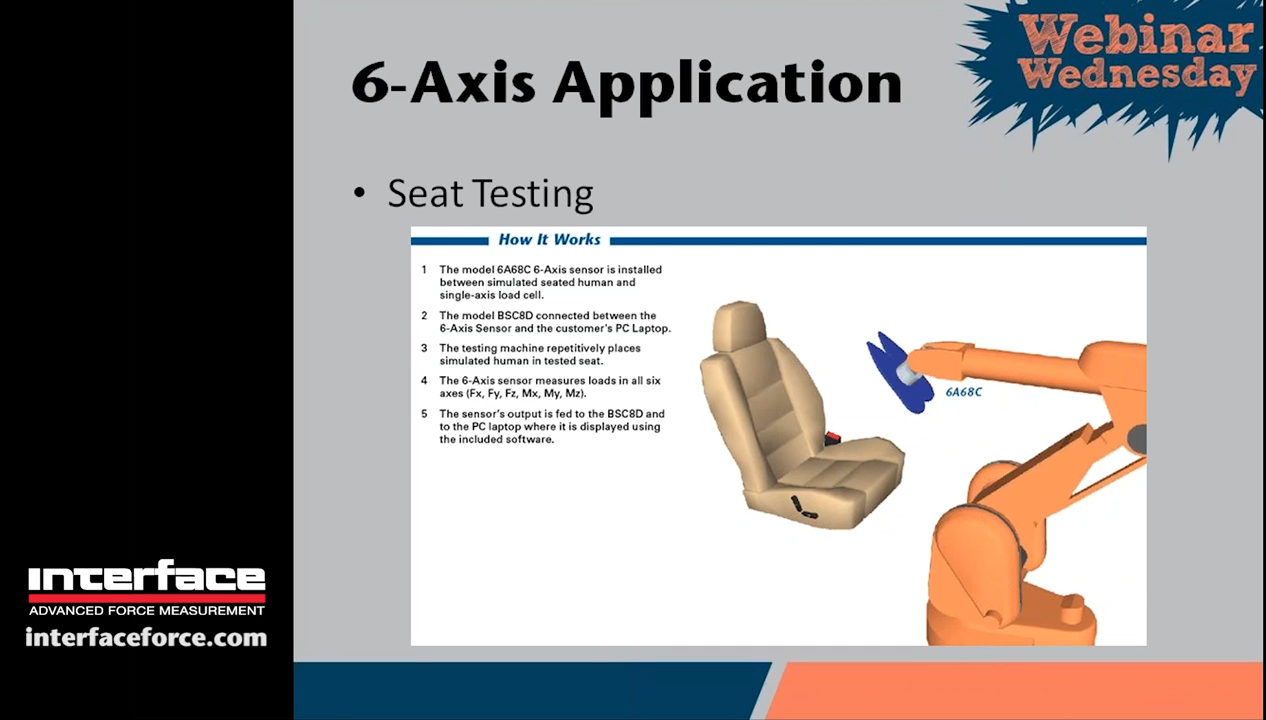 Webinar
Wednesday
6-Axis Application
• Seat Testing
How It Works
1 The model 6A68C 6-Axis sensor is installed
between simulated seated human and
single-axis load cell.
2 The model BSC8D connected between the
6-Axis Sensor and the customer's PC Laptop.
3 The testing machine repetitively places
simulated human in tested seat.
4 The 6-Axis sensor measures loads in all six
axes (Fx, Fy, Fz, Mx, My, Mz).
5 The sensor's output is fed to the BSC8D and
to the PC laptop where it is displayed using
the included software.
6A68C
interface
ADVANCED FORCE MEASUREMENT
interfaceforce.com